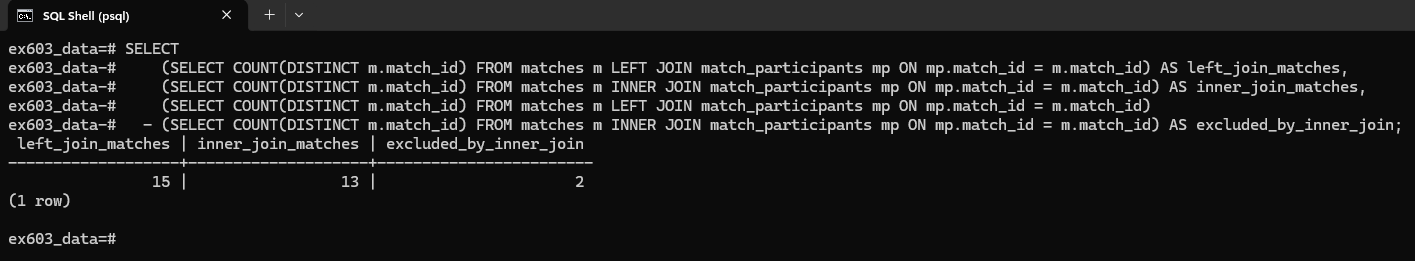 SQL Shell (psql)
ex603_data=# SELECT
ex603_data-#     (SELECT COUNT(DISTINCT m.match_id) FROM matches m LEFT JOIN match_participants mp ON mp.match_id = m.match_id) AS left_join_matches,
ex603_data-#     (SELECT COUNT(DISTINCT m.match_id) FROM matches m INNER JOIN match_participants mp ON mp.match_id = m.match_id) AS inner_join_matches,
ex603_data-#     (SELECT COUNT(DISTINCT m.match_id) FROM matches m LEFT JOIN match_participants mp ON mp.match_id = m.match_id)
ex603_data-#   - (SELECT COUNT(DISTINCT m.match_id) FROM matches m INNER JOIN match_participants mp ON mp.match_id = m.match_id) AS excluded_by_inner_join;
 left_join_matches | inner_join_matches | excluded_by_inner_join
-------------------+--------------------+------------------------
                15 |                 13 |                      2
(1 row)
ex603_data=#